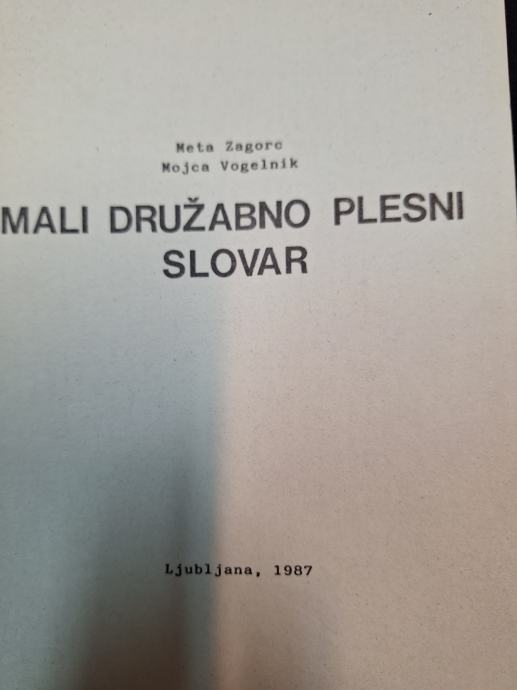 Meta Zagorc
Mojca Vogelnik
MALI DRUŽABNO PLESNI
SLOVAR
Ljubljana, 1987